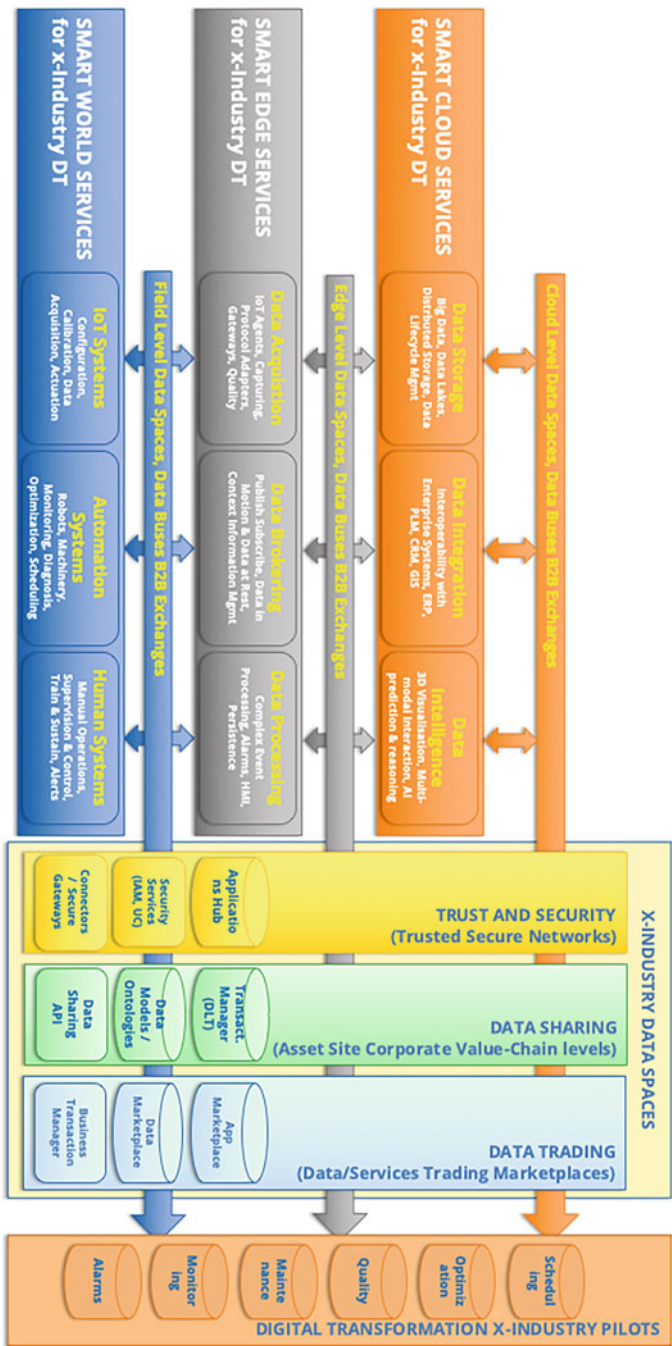 SMART CLOUD SERVICES
for x-Industry DT
Cloud Level Data Spaces, Data Buses B2B Exchanges
Data Storage
Big Data, Data Lakes,
Distributed Storage, Data
Lifecycle Mgmt
Data Integration
Interoperability with
Enterprise Systems, ERP,
PLM, CRM, GIS
Data
Intelligence
3D Visualisation, Multi-
modal Interaction, AI
prediction & reasoning
SMART EDGE SERVICES
for x-Industry DT
Edge Level Data Spaces, Data Buses B2B Exchanges
Data Acquistion
IoT Agents, Capturing,
Protocol Adapters,
Gateways, Quality
Data Brokering
Publish Subscribe, Data in
Motion & Data at Rest,
Context Information Mgmt
Data Processing
Complex Event
Processing, Alarms, HMI,
Persistence
SMART WORLD SERVICES
for x-Industry DT
Field Level Data Spaces, Data Buses B2B Exchanges
IoT Systems
Configuration,
Calibration, Data
Acquisition, Actuation
Automation
Systems
Robots, Machinery,
Monitoring, Diagnosis,
Optimization, Scheduling
Human Systems
Manual Operations,
Supervision & Control,
Train & Sustain, Alerts
X-INDUSTRY DATA SPACES
TRUST AND SECURITY
(Trusted Secure Networks)
Applicatio
ns Hub
Security
Services
(IAM, UC)
Connectors
/ Secure
Gateways
DATA SHARING
(Asset Site Corporate Value-Chain levels)
Transact.
Manager
(DLT)
Data
Models /
Ontologies
Data
Sharing
API
DATA TRADING
(Data/Services Trading Marketplaces)
App
Marketplace
Data
Marketplace
Business
Transaction
Manager
DIGITAL TRANSFORMATION X-INDUSTRY PILOTS
Schedul
ing
Optimiz
ation
Quality
Mainte
nance
Monitor
ing
Alarms